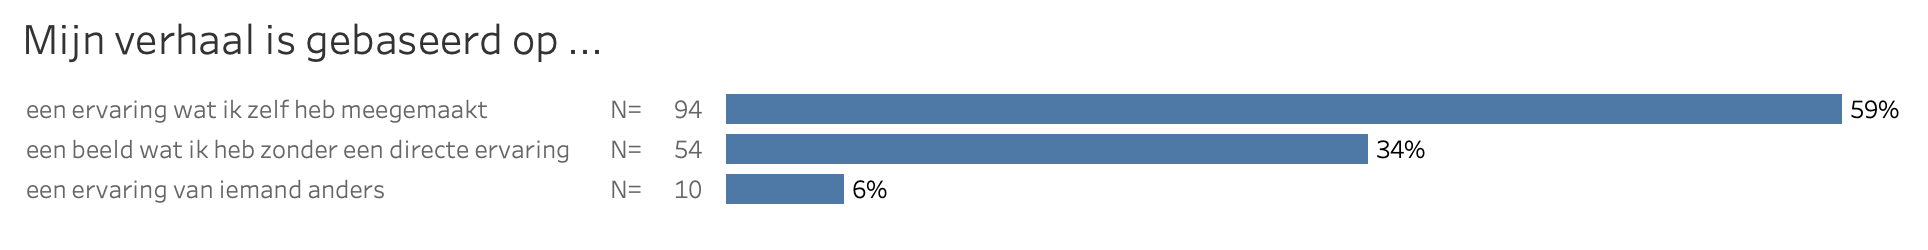 Mijn verhaal is gebaseerd op ...
een ervaring wat ik zelf heb meegemaakt N= 94 59%
een beeld wat ik heb zonder een directe ervaring N= 54 34%
een ervaring van iemand anders N= 10 6%